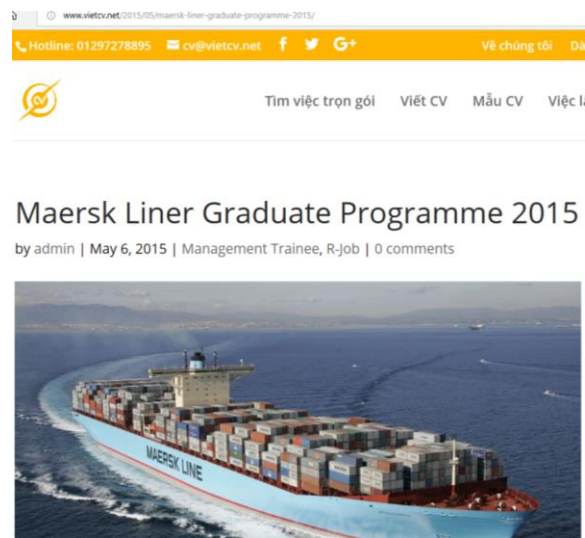 www.vietcv.net/2015/05/maersk-liner-graduate-programme-2015/
Hotline: 01297278895 cv@vietcv.net f G+ Về chúng tôi
CV
Tìm việc trọn gói Viết CV Mẫu CV Việc
Maersk Liner Graduate Programme 2015
by admin | May 6, 2015 | Management Trainee, R-Job | 0 comments
MAERSK LINE